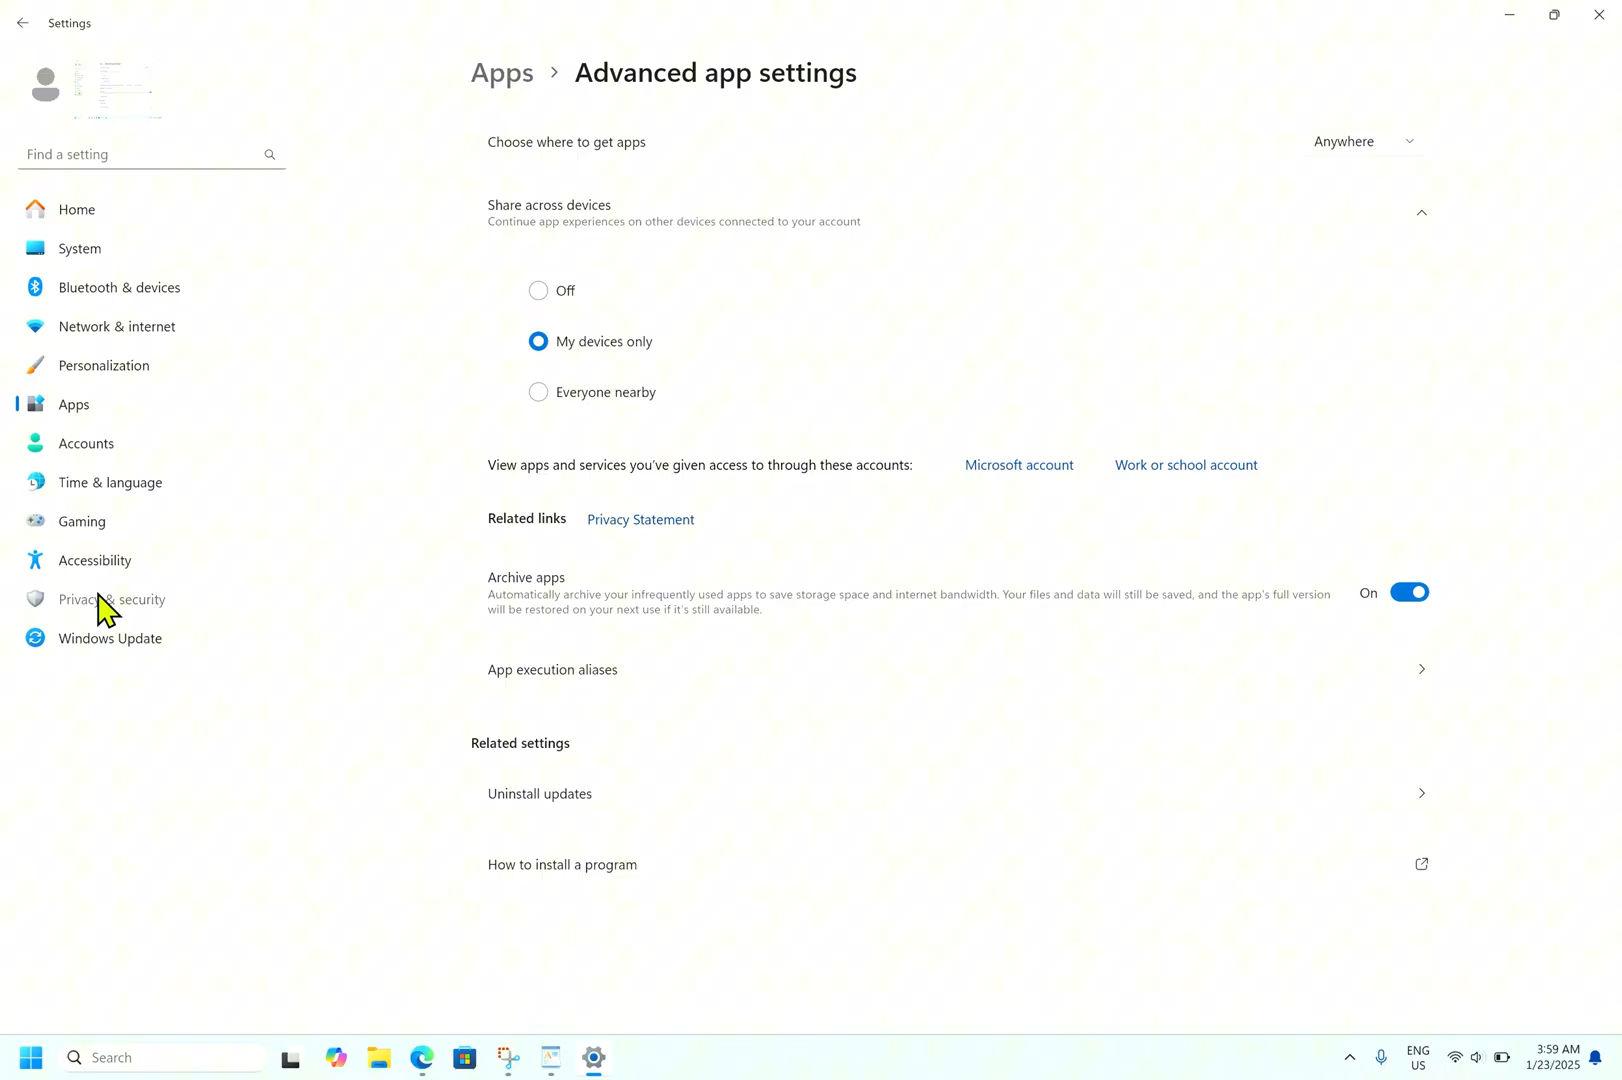 Settings
Find a setting
Home
System
Bluetooth & devices
Network & internet
Personalization
Apps
Accounts
Time & language
Gaming
Accessibility
Privacy & security
Windows Update
Apps > Advanced app settings
Choose where to get apps
Anywhere
Share across devices
Continue app experiences on other devices connected to your account
Off
My devices only
Everyone nearby
View apps and services you've given access to through these accounts: Microsoft account Work or school account
Related links Privacy Statement
Archive apps
Automatically archive your infrequently used apps to save storage space and internet bandwidth. Your files and data will still be saved, and the app's full version
will be restored on your next use if it's still available.
On
App execution aliases
Related settings
Uninstall updates
How to install a program
Search
ENG
US
3:59 AM
1/23/2025